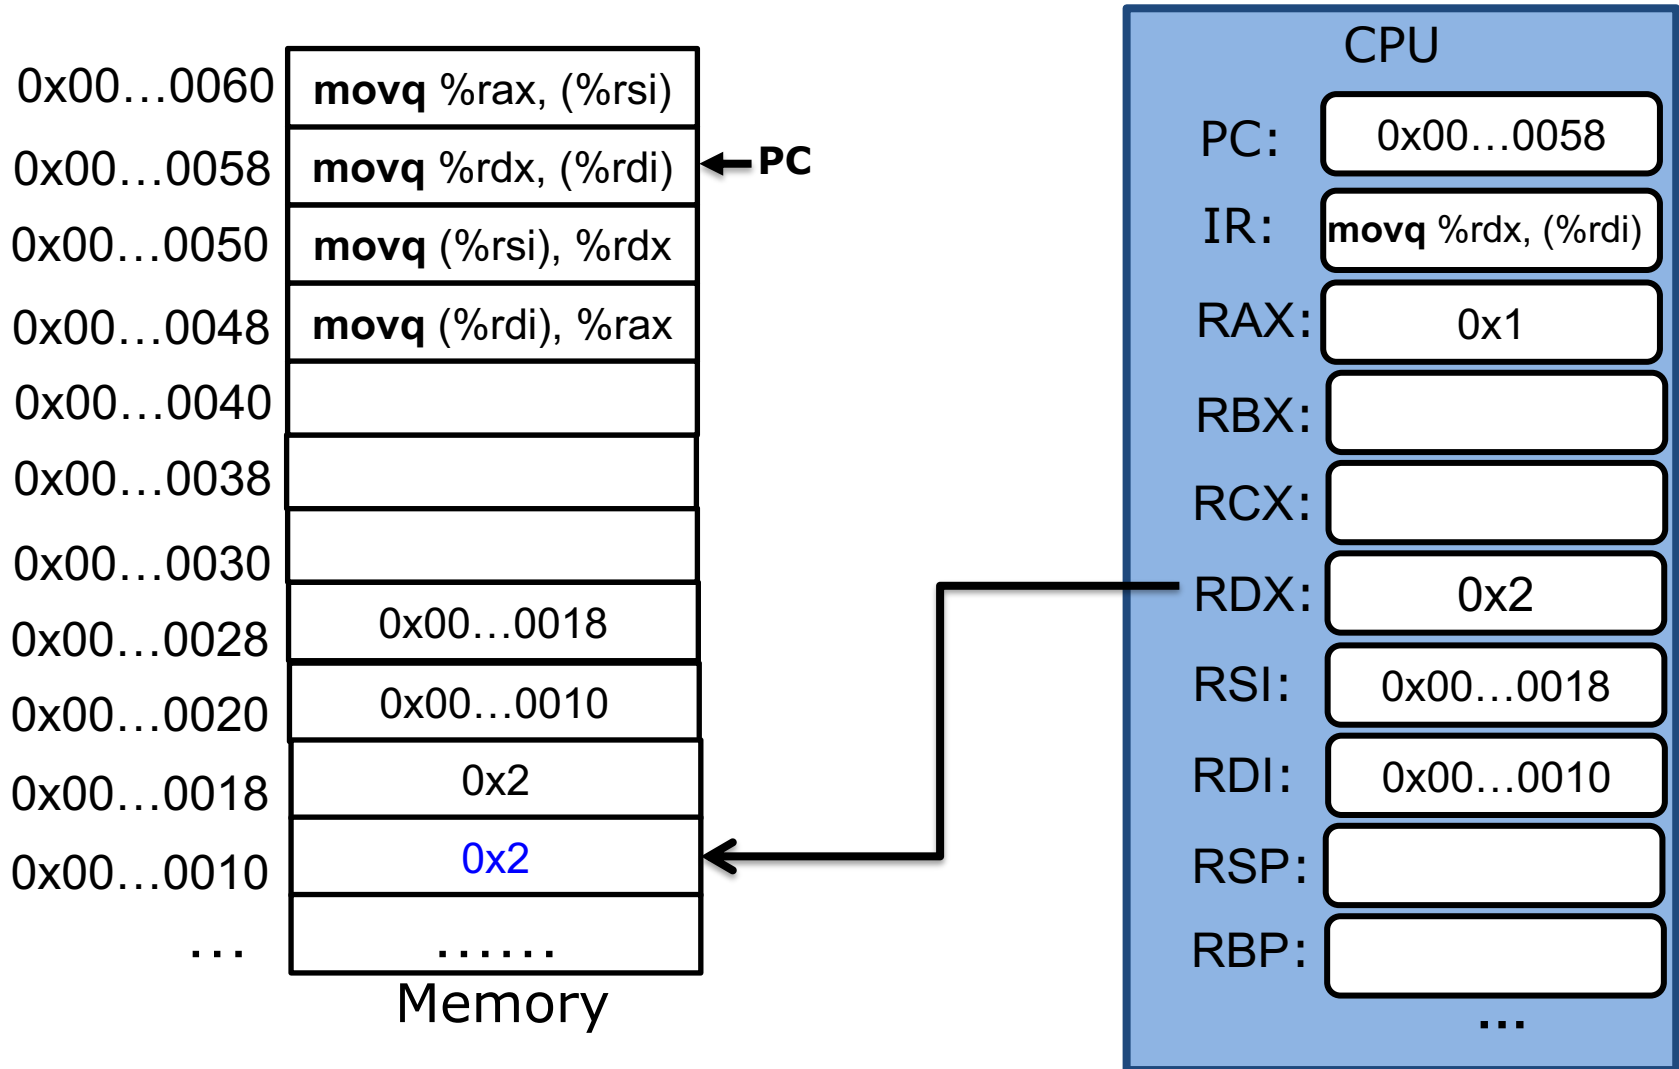 0x00…0060 movq %rax, (%rsi)
0x00…0058 movq %rdx, (%rdi) PC
0x00…0050 movq (%rsi), %rdx
0x00…0048 movq (%rdi), %rax
0x00…0040
0x00…0038
0x00…0030
0x00…0028 0x00…0018
0x00…0020 0x00…0010
0x00…0018 0x2
0x00…0010 0x2
… ……
Memory
CPU
PC: 0x00…0058
IR: movq %rdx, (%rdi)
RAX: 0x1
RBX:
RCX:
RDX: 0x2
RSI: 0x00…0018
RDI: 0x00…0010
RSP:
RBP:
…